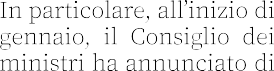 In particolare, all'inizio di
gennaio, il Consiglio dei
ministri ha annunciato di